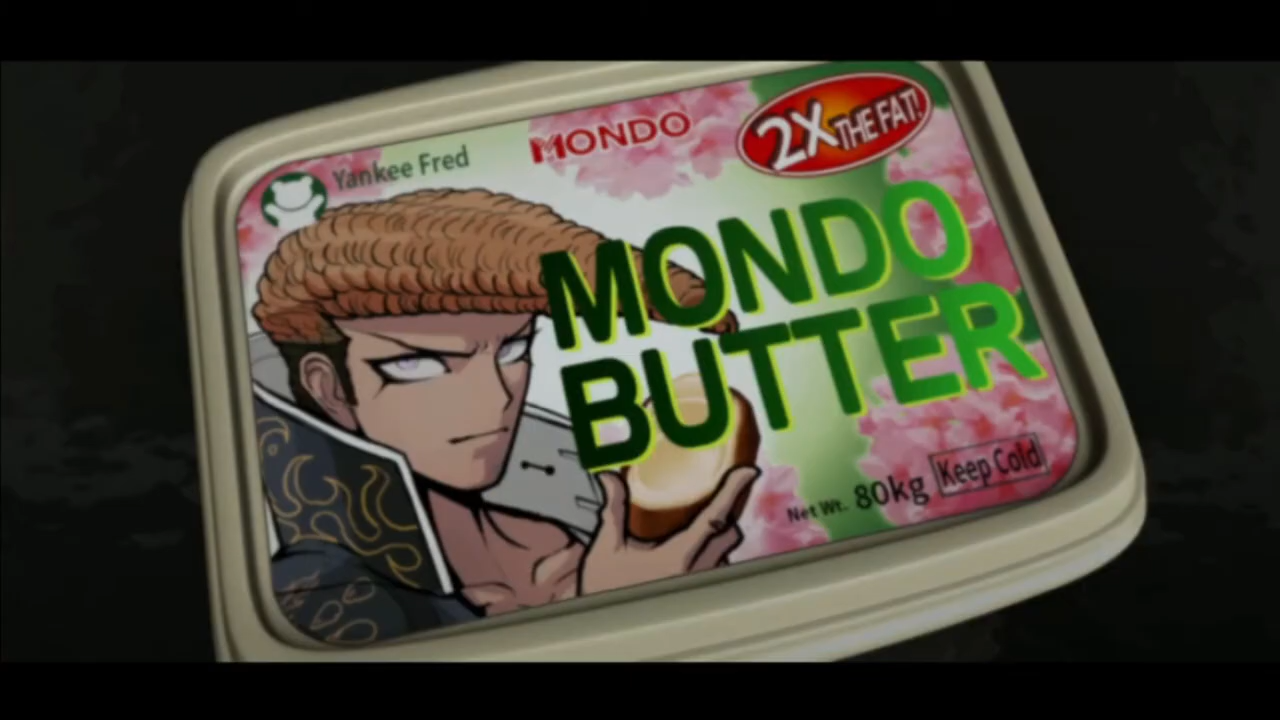 Yankee Fred
MONDO
2X THE FAT!
MONDO
BUTTER
Net Wt. 80kg
Keep Cold